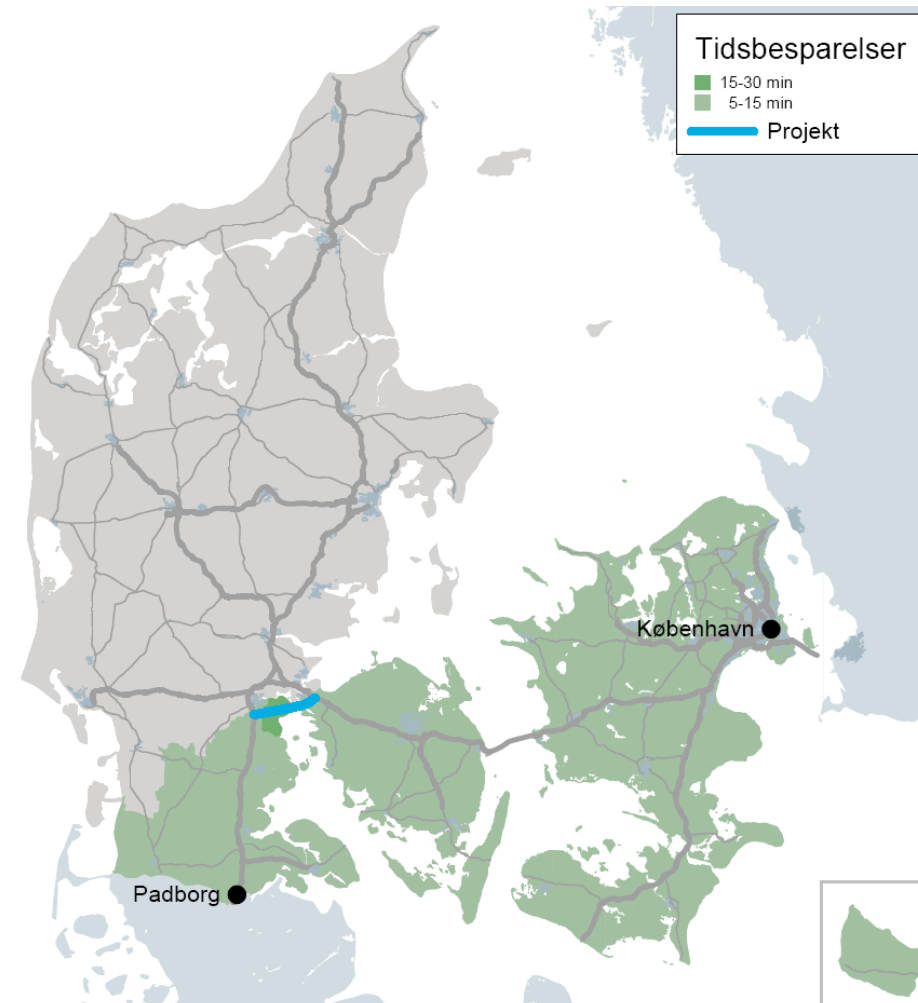 Tidsbesparelser
15-30 min
5-15 min
Projekt
København
Padborg